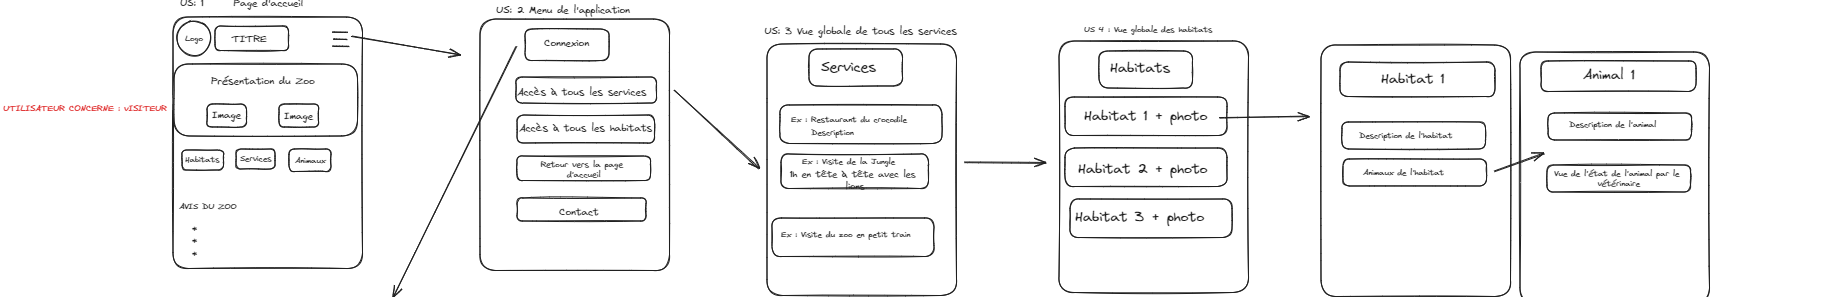 US: 1 Page d'accueil
Logo
TITRE
Présentation du Zoo
Image
Image
UTILISATEUR CONCERNE : VISITEUR
Habitats
Services
Animaux
AVIS DU ZOO
*
*
*
US: 2 Menu de l'application
Connexion
Accès à tous les services
Accès à tous les habitats
Retour vers la page
d'accueil
Contact
US: 3 Vue globale de tous les services
Services
Ex : Restaurant du crocodile
Description
Ex : Visite de la Jungle
1h en tête à tête avec les
lions
Ex : Visite du zoo en petit train
US 4 : Vue globale des habitats
Habitats
Habitat 1 + photo
Habitat 2 + photo
Habitat 3 + photo
Habitat 1
Description de l'habitat
Animaux de l'habitat
Animal 1
Description de l'animal
Vue de l'état de l'animal par le
vétérinaire